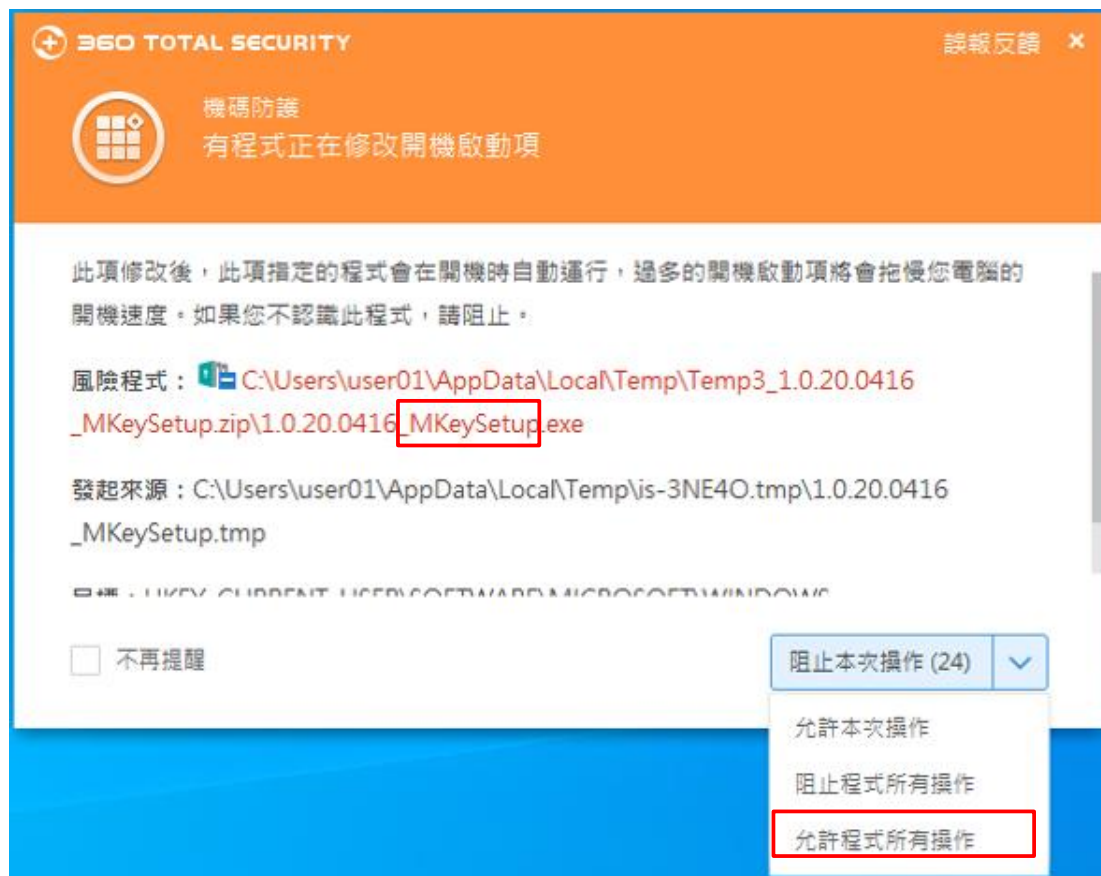 360 TOTAL SECURITY
誤報反饋 ×
機碼防護
有程式正在修改開機啟動項
此項修改後，此項指定的程式會在開機時自動運行，過多的開機啟動項將會拖慢您電腦的
開機速度。如果您不認識此程式，請阻止。
風險程式：C:\Users\user01\AppData\Local\Temp\Temp3_1.0.20.0416
_MKeySetup.zip\1.0.20.0416_MKeySetup.exe
發起來源：C:\Users\user01\AppData\Local\Temp\is-3NE4O.tmp\1.0.20.0416
_MKeySetup.tmp
目標：HKEY_CURRENT_USER\SOFTWARE\MICROSOFT\WINDOWS
不再提醒
阻止本次操作 (24)
允許本次操作
阻止程式所有操作
允許程式所有操作